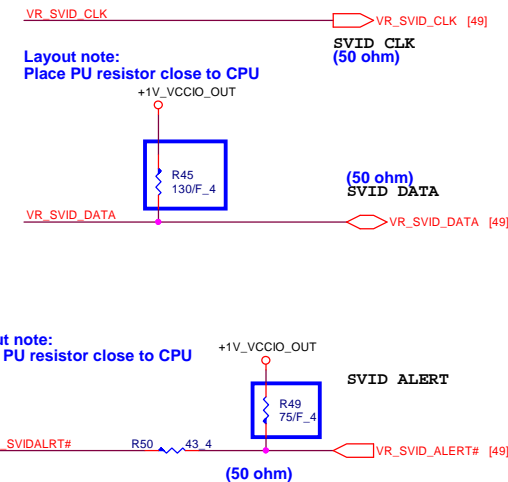 VR_SVID_CLK
VR_SVID_CLK [49]
SVID CLK
(50 ohm)
Layout note:
Place PU resistor close to CPU
+1V_VCCIO_OUT
R45
130/F_4
(50 ohm)
SVID DATA
VR_SVID_DATA
VR_SVID_DATA [49]
ut note:
PU resistor close to CPU
+1V_VCCIO_OUT
SVID ALERT
R49
75/F_4
_SVIDALRT#
R50
43_4
VR_SVID_ALERT# [49]
(50 ohm)